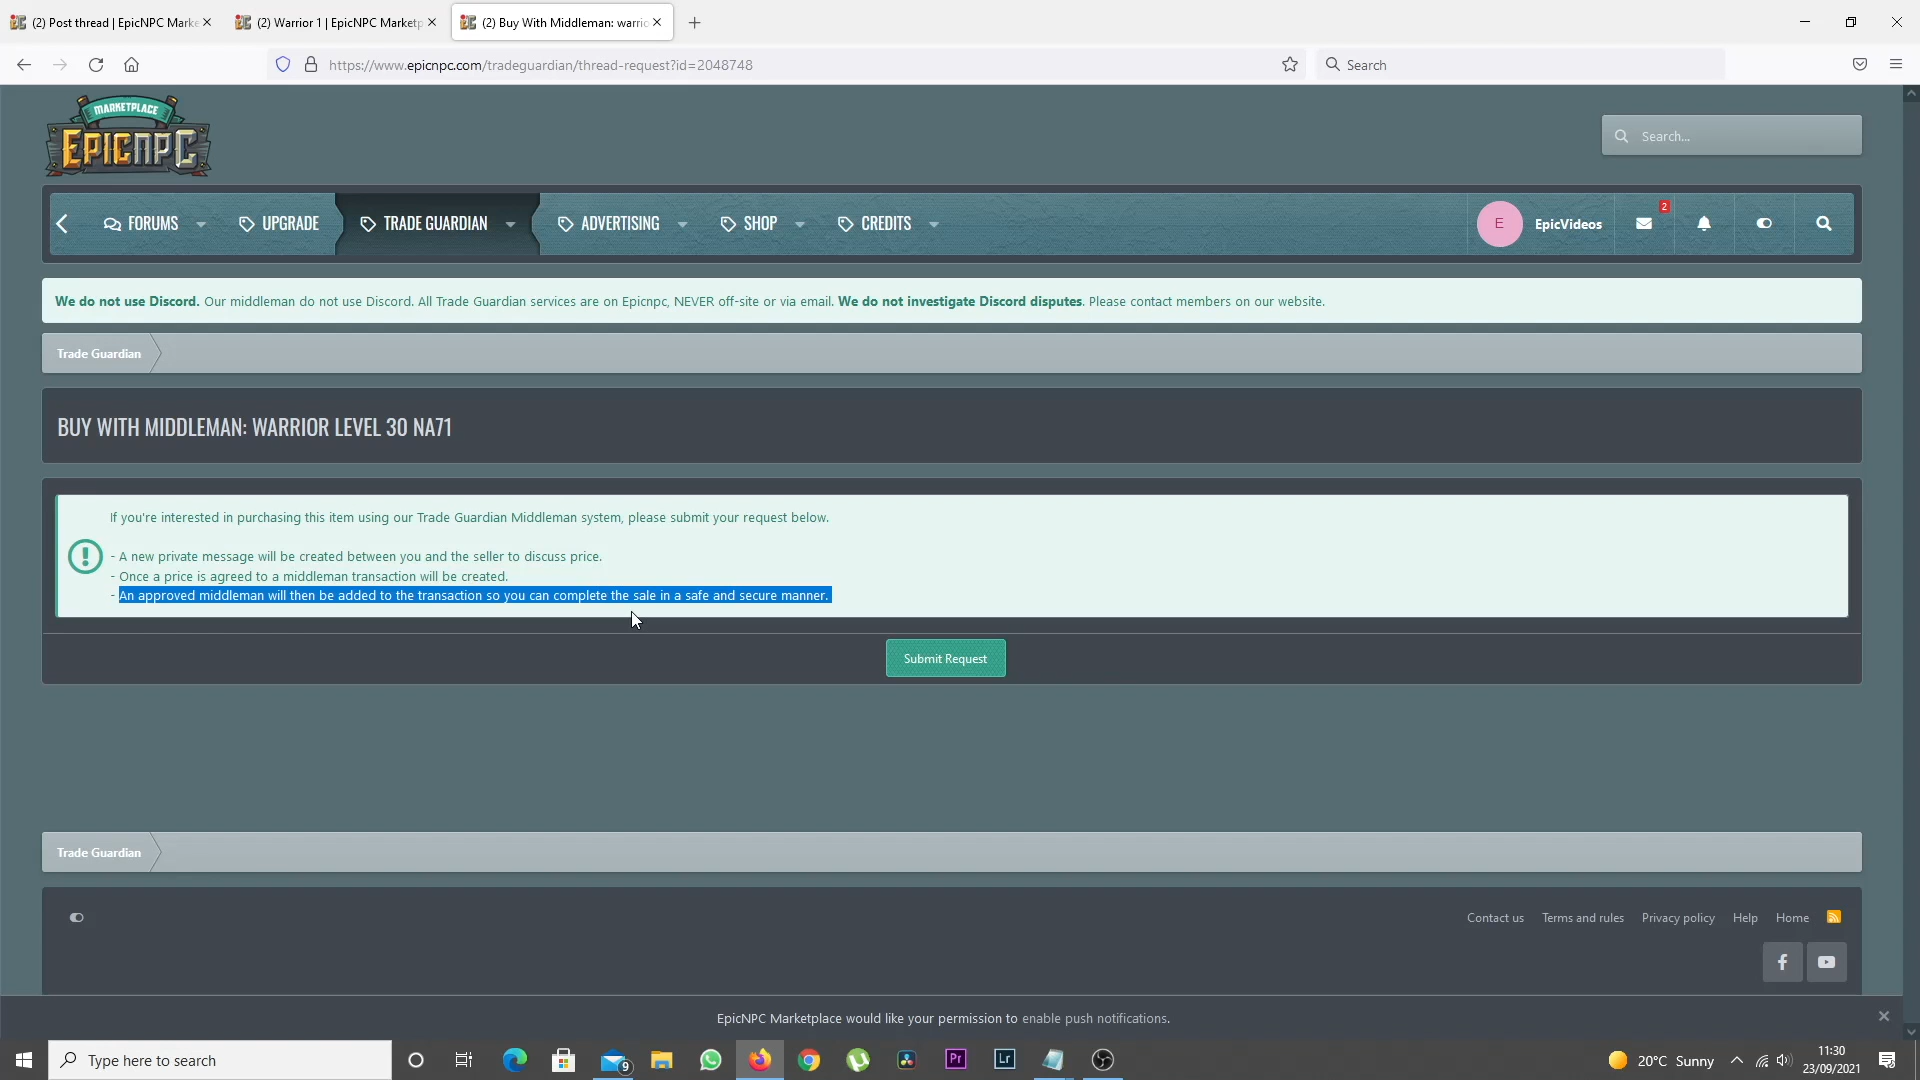 (2) Post thread | EpicNPC Marke
(2) Warrior 1 | EpicNPC Marketp
(2) Buy With Middleman: warrio
https://www.epicnpc.com/tradeguardian/thread-request?id=2048748
Search
MARKETPLACE
EPICNPC
Search...
FORUMS
UPGRADE
TRADE GUARDIAN
ADVERTISING
SHOP
CREDITS
E
EpicVideos
2
We do not use Discord. Our middleman do not use Discord. All Trade Guardian services are on Epicnpc, NEVER off-site or via email. We do not investigate Discord disputes. Please contact members on our website.
Trade Guardian
BUY WITH MIDDLEMAN: WARRIOR LEVEL 30 NA71
If you're interested in purchasing this item using our Trade Guardian Middleman system, please submit your request below.
- A new private message will be created between you and the seller to discuss price.
- Once a price is agreed to a middleman transaction will be created.
- An approved middleman will then be added to the transaction so you can complete the sale in a safe and secure manner.
Submit Request
Trade Guardian
Contact us
Terms and rules
Privacy policy
Help
Home
EpicNPC Marketplace would like your permission to enable push notifications.
Type here to search
9
Pr
Lr
20°C Sunny
11:30
23/09/2021